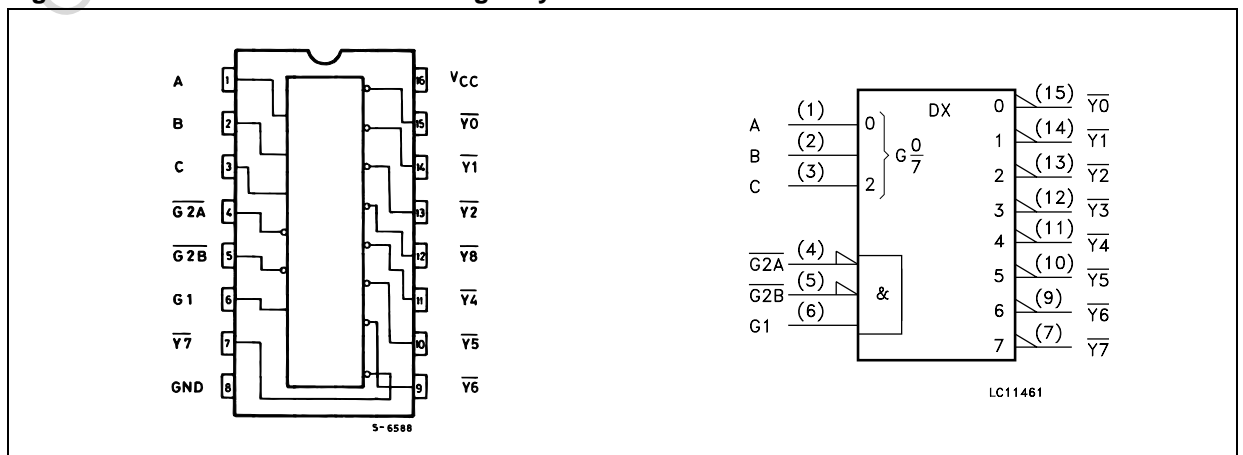 A 1 16 VCC
B 2 15 Y0
C 3 14 Y1
G2A 4 13 Y2
G2B 5 12 Y8
G1 6 11 Y4
Y7 7 10 Y5
GND 8 9 Y6
S-6588
DX
A (1) 0
B (2)
C (3) 2
G 0/7
G2A (4)
G2B (5) &
G1 (6)
0 (15) Y0
1 (14) Y1
2 (13) Y2
3 (12) Y3
4 (11) Y4
5 (10) Y5
6 (9) Y6
7 (7) Y7
LC11461